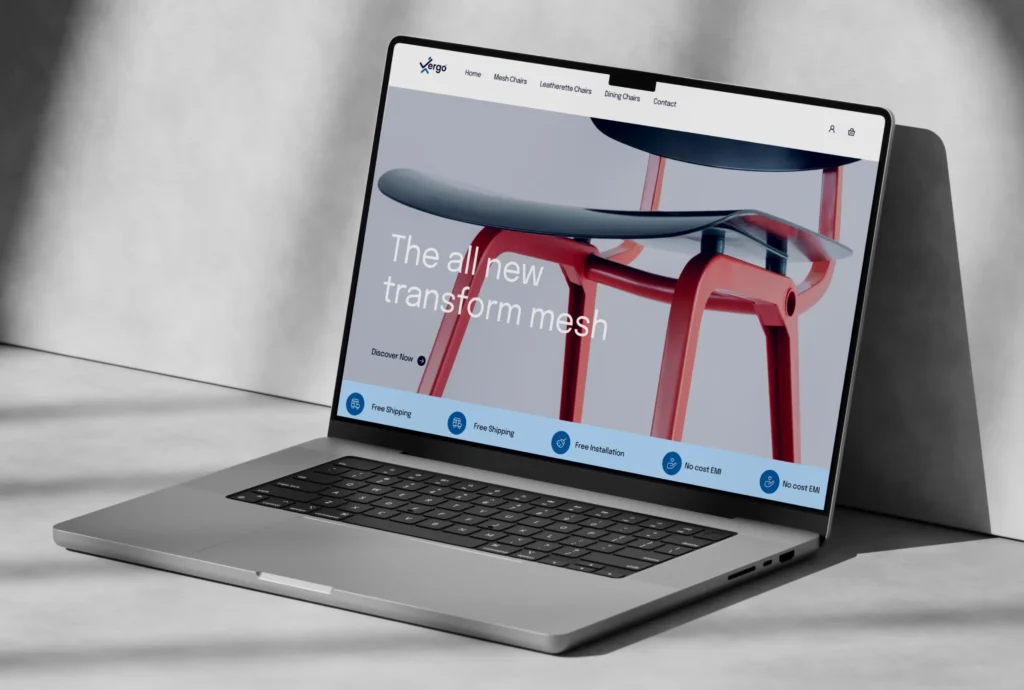 Vergo
Home Mesh Chairs Leatherette Chairs Dining Chairs Contact
The all new
transform mesh
Discover Now
Free Shipping Free Shipping Free Installation No cost EMI No cost EMI